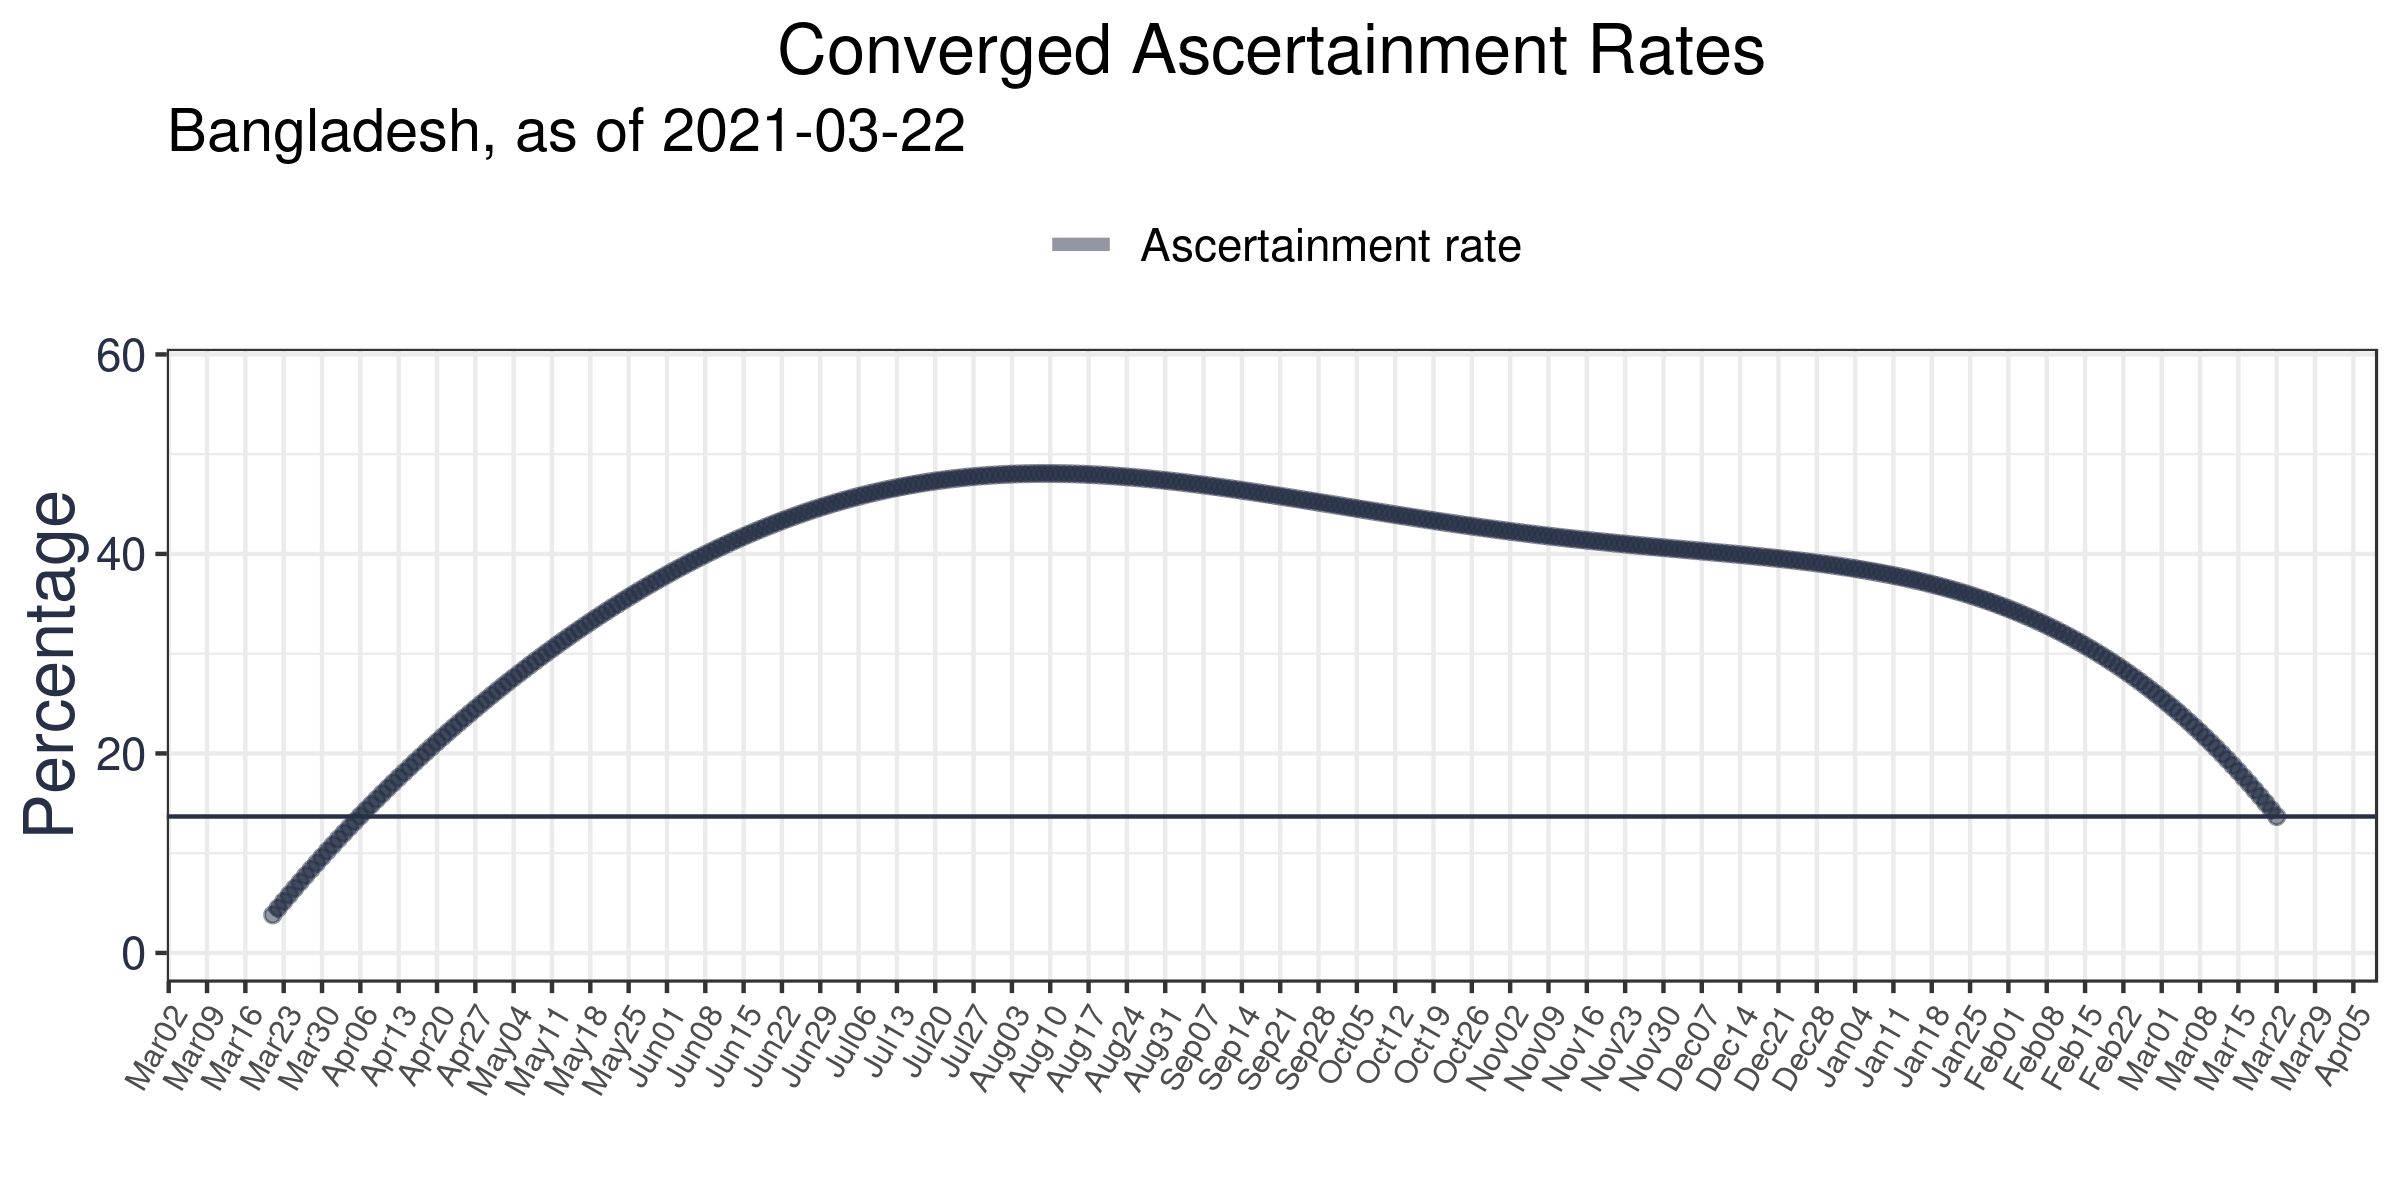 Converged Ascertainment Rates
Bangladesh, as of 2021-03-22
Ascertainment rate
Percentage
60
40
20
0
Mar02 Mar09 Mar16 Mar23 Mar30 Apr06 Apr13 Apr20 Apr27 May04 May11 May18 May25 Jun01 Jun08 Jun15 Jun22 Jun29 Jul06 Jul13 Jul20 Jul27 Aug03 Aug10 Aug17 Aug24 Aug31 Sep07 Sep14 Sep21 Sep28 Oct05 Oct12 Oct19 Oct26 Nov02 Nov09 Nov16 Nov23 Nov30 Dec07 Dec14 Dec21 Dec28 Jan04 Jan11 Jan18 Jan25 Feb01 Feb08 Feb15 Feb22 Mar01 Mar08 Mar15 Mar22 Mar29 Apr05